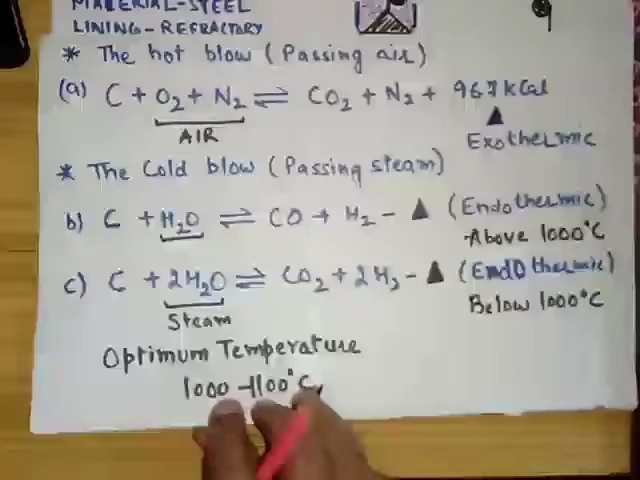 MATERIAL-STEEL
LINING-REFRACTORY
9
* The hot blow (Passing air)
(a) C + O₂ + N₂ ⇌ CO₂ + N₂ + 967 kCal
AIR
▲
Exothermic
* The Cold blow (Passing steam)
b) C + H₂O ⇌ CO + H₂ - ▲ (Endothermic)
-Above 1000°C
c) C + 2H₂O ⇌ CO₂ + 2H₂ - ▲ (Endothermic)
Steam
Below 1000°C
Optimum Temperature
1000-1100°C